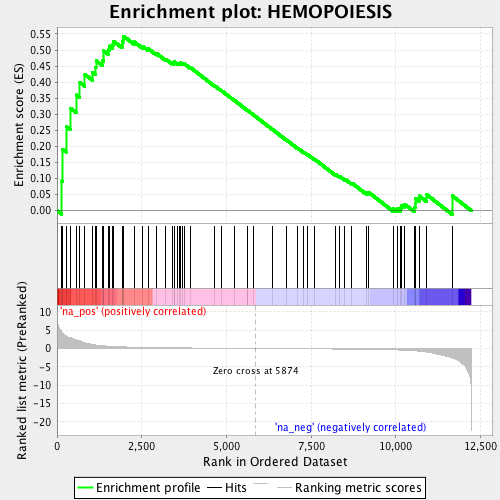 Enrichment plot: HEMOPOIESIS
Enrichment score (ES)
0.55
0.50
0.45
0.40
0.35
0.30
0.25
0.20
0.15
0.10
0.05
0.00
'na_pos' (positively correlated)
Ranked list metric (PreRanked)
10
5
0
-5
-10
-15
-20
Zero cross at 5874
'na_neg' (negatively correlated)
0
2,500
5,000
7,500
10,000
12,500
Rank in Ordered Dataset
Enrichment profile
Hits
Ranking metric scores